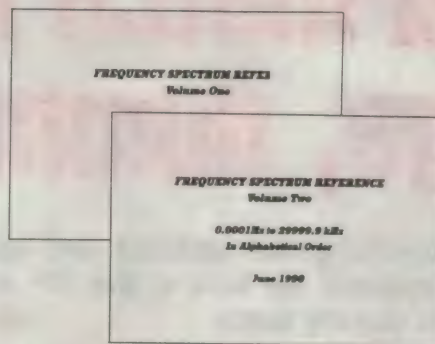 FREQUENCY SPECTRUM REFER
Volume One
FREQUENCY SPECTRUM REFERENCE
Volume Two
0.0001Hz to 29999.9 kHz
In Alphabetical Order
June 1990